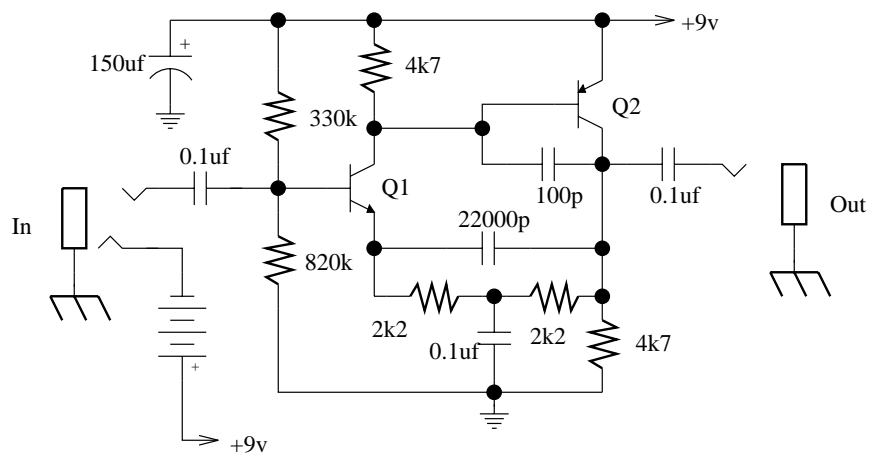 +9v
+
150uf
4k7
Q2
330k
0.1uf
Q1
100p
0.1uf
In
22000p
Out
820k
2k2
0.1uf
2k2
4k7
+
+9v